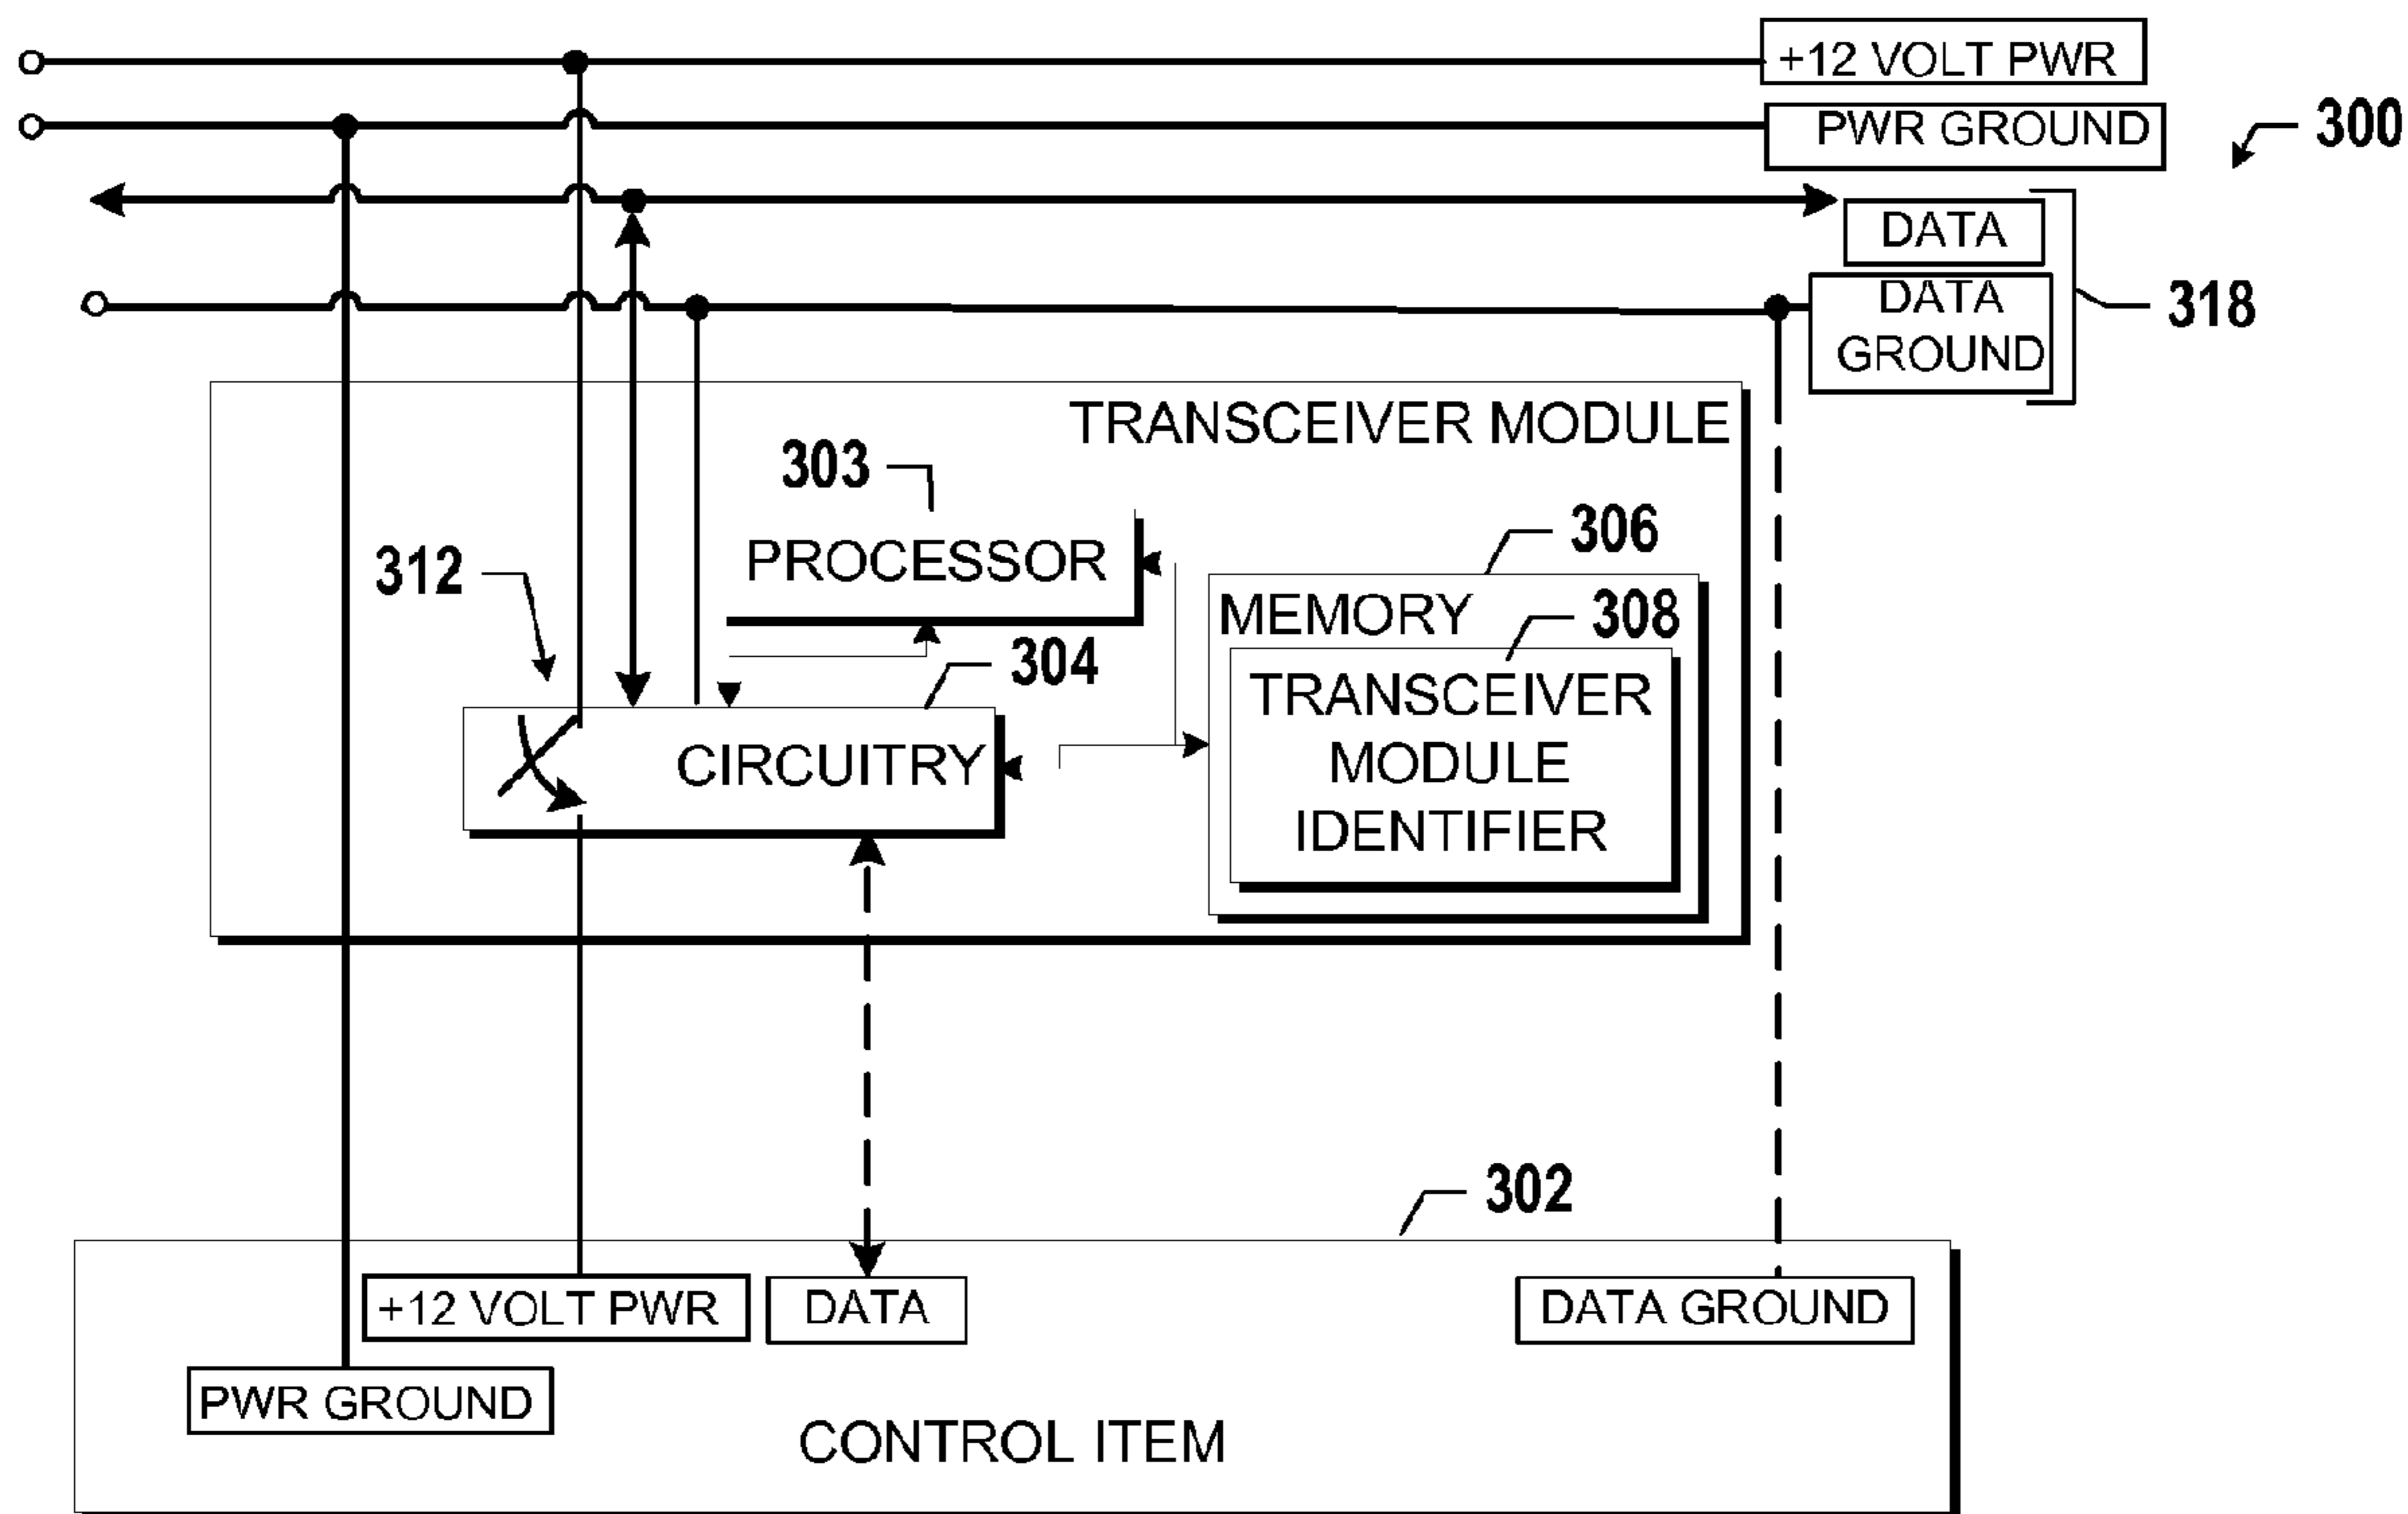 +12 VOLT PWR
PWR GROUND
300
DATA
DATA
GROUND
318
TRANSCEIVER MODULE
303
PROCESSOR
306
312
MEMORY
308
304
TRANSCEIVER
MODULE
IDENTIFIER
CIRCUITRY
302
+12 VOLT PWR
DATA
DATA GROUND
PWR GROUND
CONTROL ITEM